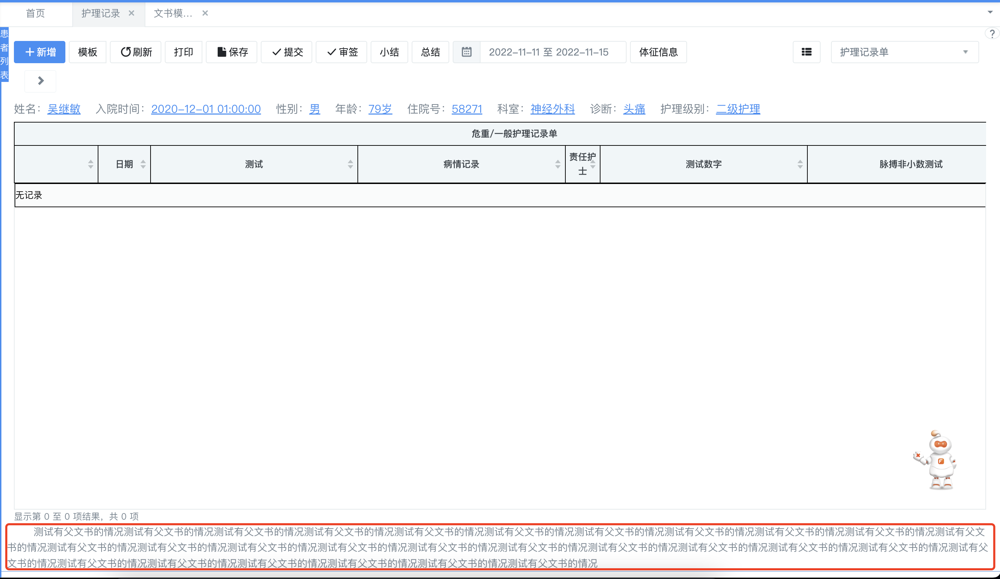 首页
护理记录 ×
文书模... ×
患者列表
?
新增 模板 刷新 打印 保存 提交 审签 小结 总结 2022-11-11 至 2022-11-15 体征信息 护理记录单
姓名： 吴继敏 入院时间： 2020-12-01 01:00:00 性别： 男 年龄： 79岁 住院号： 58271 科室： 神经外科 诊断： 头痛 护理级别： 二级护理
危重/一般护理记录单
日期 测试 病情记录 责任护士 测试数字 脉搏非小数测试
无记录
F
显示第 0 至 0 项结果，共 0 项
测试有父文书的情况测试有父文书的情况测试有父文书的情况测试有父文书的情况测试有父文书的情况测试有父文书的情况测试有父文书的情况测试有父文书的情况测试有父文书的情况测试有父文书的情况测试有父文
书的情况测试有父文书的情况测试有父文书的情况测试有父文书的情况测试有父文书的情况测试有父文书的情况测试有父文书的情况测试有父文书的情况测试有父文书的情况测试有父文书的情况测试有父文书的情况测试有父
文书的情况测试有父文书的情况测试有父文书的情况测试有父文书的情况测试有父文书的情况测试有父文书的情况测试有父文书的情况